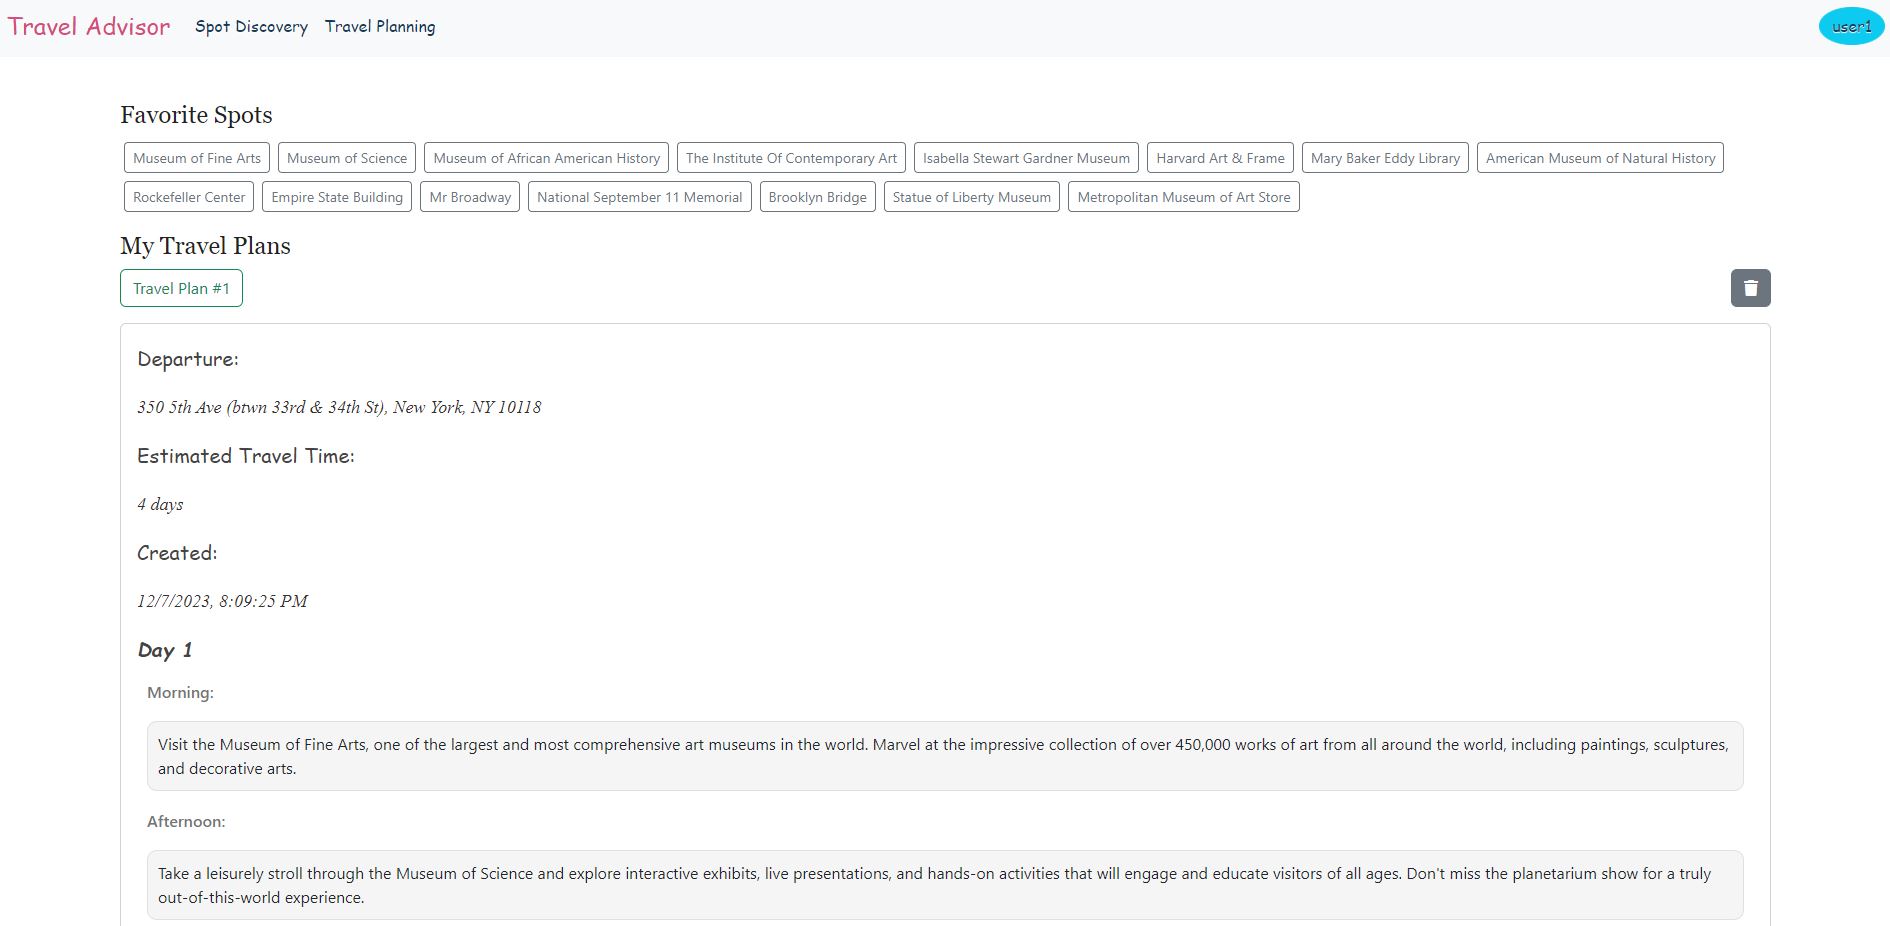 Travel Advisor Spot Discovery Travel Planning user1
Favorite Spots
Museum of Fine Arts Museum of Science Museum of African American History The Institute Of Contemporary Art Isabella Stewart Gardner Museum Harvard Art & Frame Mary Baker Eddy Library American Museum of Natural History
Rockefeller Center Empire State Building Mr Broadway National September 11 Memorial Brooklyn Bridge Statue of Liberty Museum Metropolitan Museum of Art Store
My Travel Plans
Travel Plan #1
Departure:
350 5th Ave (btwn 33rd & 34th St), New York, NY 10118
Estimated Travel Time:
4 days
Created:
12/7/2023, 8:09:25 PM
Day 1
Morning:
Visit the Museum of Fine Arts, one of the largest and most comprehensive art museums in the world. Marvel at the impressive collection of over 450,000 works of art from all around the world, including paintings, sculptures,
and decorative arts.
Afternoon:
Take a leisurely stroll through the Museum of Science and explore interactive exhibits, live presentations, and hands-on activities that will engage and educate visitors of all ages. Don't miss the planetarium show for a truly
out-of-this-world experience.